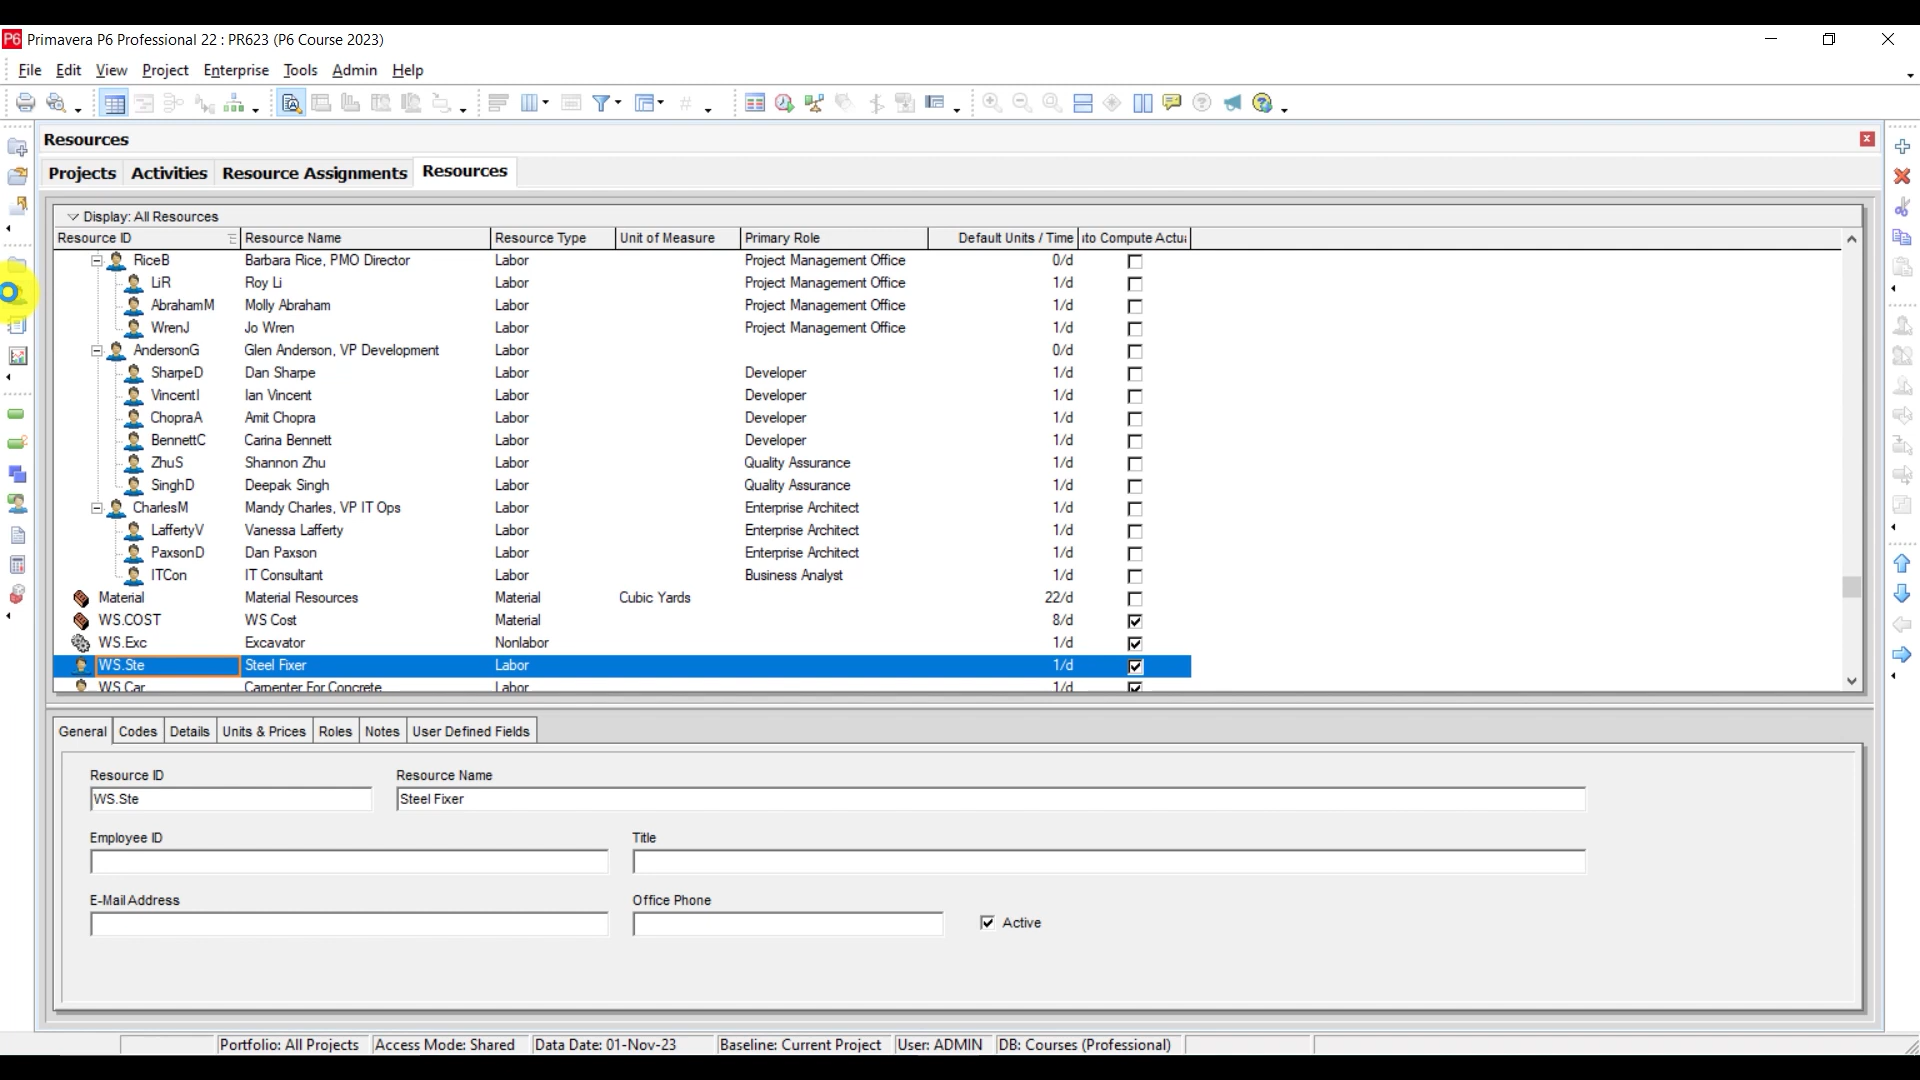 P6 Primavera P6 Professional 22 : PR623 (P6 Course 2023)
File Edit View Project Enterprise Tools Admin Help
Resources
Projects Activities Resource Assignments Resources
Display: All Resources
Resource ID Resource Name Resource Type Unit of Measure Primary Role Default Units / Time to Compute Actu
RiceB Barbara Rice, PMO Director Labor Project Management Office 0/d
LiR Roy Li Labor Project Management Office 1/d
AbrahamM Molly Abraham Labor Project Management Office 1/d
WrenJ Jo Wren Labor Project Management Office 1/d
AndersonG Glen Anderson, VP Development Labor 0/d
SharpeD Dan Sharpe Labor Developer 1/d
VincentI Ian Vincent Labor Developer 1/d
ChopraA Amit Chopra Labor Developer 1/d
BennettC Carina Bennett Labor Developer 1/d
ZhuS Shannon Zhu Labor Quality Assurance 1/d
SinghD Deepak Singh Labor Quality Assurance 1/d
CharlesM Mandy Charles, VP IT Ops Labor Enterprise Architect 1/d
LaffertyV Vanessa Lafferty Labor Enterprise Architect 1/d
PaxsonD Dan Paxson Labor Enterprise Architect 1/d
ITCon IT Consultant Labor Business Analyst 1/d
Material Material Resources Material Cubic Yards 22/d
WS.COST WS Cost Material 8/d
WS.Exc Excavator Nonlabor 1/d
WS.Ste Steel Fixer Labor 1/d
WS.Car Carpenter For Concrete Labor 1/d
General Codes Details Units & Prices Roles Notes User Defined Fields
Resource ID Resource Name
WS.Ste Steel Fixer
Employee ID Title
E-Mail Address Office Phone
Active
Portfolio: All Projects Access Mode: Shared Data Date: 01-Nov-23 Baseline: Current Project User: ADMIN DB: Courses (Professional)